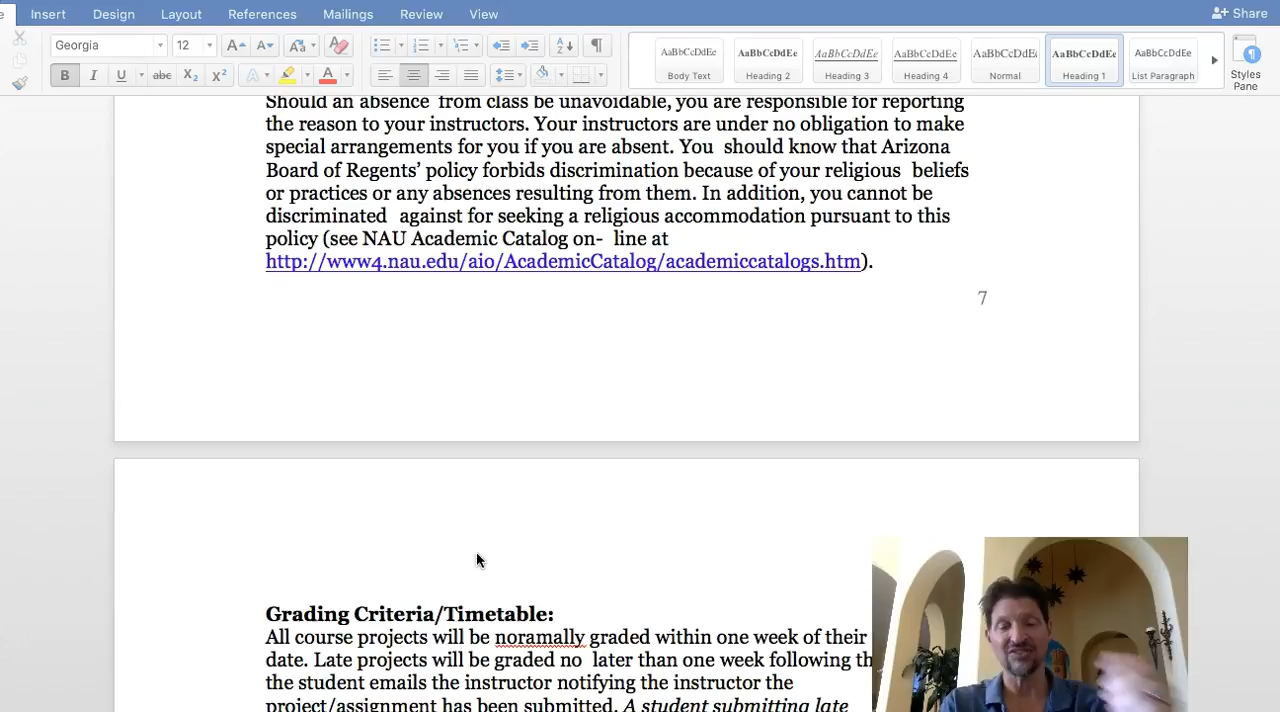 Insert Design Layout References Mailings Review View Share
Georgia 12
AaBbCcDdEe AaBbCcDdEe AaBbCcDdEe AaBbCcDdEe AaBbCcDdE AaBbCcDdEe AaBbCcDdEe
Body Text Heading 2 Heading 3 Heading 4 Normal Heading 1 List Paragraph Styles
Pane
B I U abc X2 X2 A A
Should an absence from class be unavoidable, you are responsible for reporting
the reason to your instructors. Your instructors are under no obligation to make
special arrangements for you if you are absent. You should know that Arizona
Board of Regents’ policy forbids discrimination because of your religious beliefs
or practices or any absences resulting from them. In addition, you cannot be
discriminated against for seeking a religious accommodation pursuant to this
policy (see NAU Academic Catalog on- line at
http://www4.nau.edu/aio/AcademicCatalog/academiccatalogs.htm).
7
Grading Criteria/Timetable:
All course projects will be noramally graded within one week of their
date. Late projects will be graded no later than one week following
the student emails the instructor notifying the instructor the
project/assignment has been submitted. A student submitting late